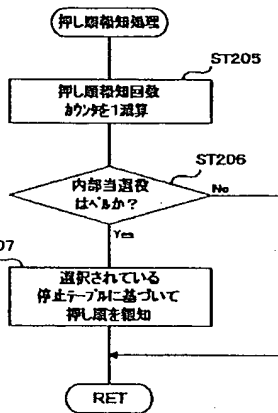 押し順報知処理
ST205
押し順報知回数
カウンタを1減算
ST206
内部当選役
はベルか?
No
Yes
07
選択されている
停止テーブルに基づいて
押し順を報知
RET